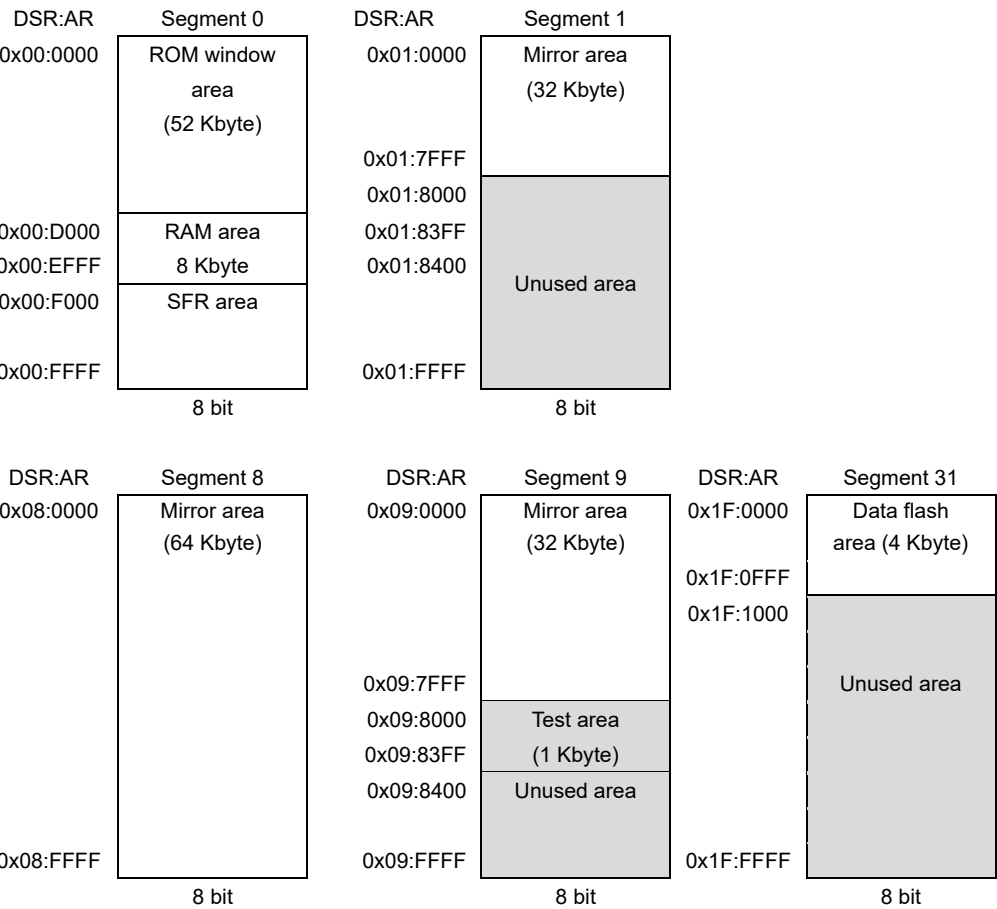 DSR:AR Segment 0
0x00:0000 ROM window
area
(52 Kbyte)
0x00:D000 RAM area
0x00:EFFF 8 Kbyte
0x00:F000 SFR area
0x00:FFFF
8 bit
DSR:AR Segment 1
0x01:0000 Mirror area
(32 Kbyte)
0x01:7FFF
0x01:8000
0x01:83FF
0x01:8400
Unused area
0x01:FFFF
8 bit
DSR:AR Segment 8
0x08:0000 Mirror area
(64 Kbyte)
0x08:FFFF
8 bit
DSR:AR Segment 9
0x09:0000 Mirror area
(32 Kbyte)
0x09:7FFF
0x09:8000 Test area
0x09:83FF (1 Kbyte)
0x09:8400 Unused area
0x09:FFFF
8 bit
DSR:AR Segment 31
0x1F:0000 Data flash
area (4 Kbyte)
0x1F:0FFF
0x1F:1000
Unused area
0x1F:FFFF
8 bit